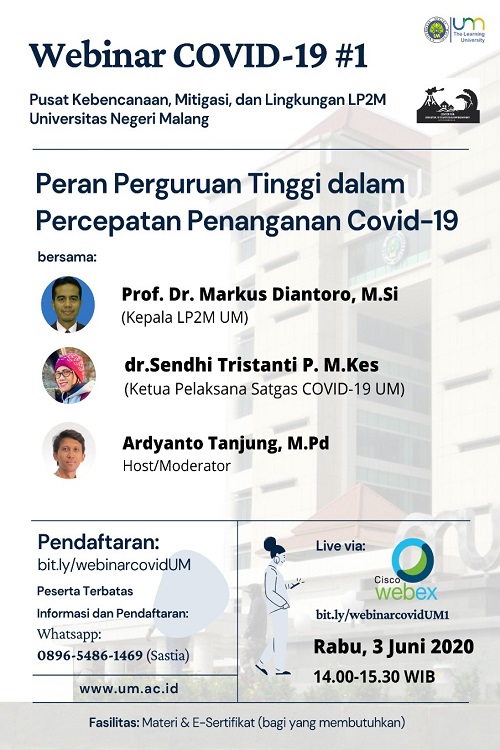 UM
The Learning
University
Webinar COVID-19 #1
Pusat Kebencanaan, Mitigasi, dan Lingkungan LP2M
Universitas Negeri Malang
Peran Perguruan Tinggi dalam
Percepatan Penanganan Covid-19
bersama:
Prof. Dr. Markus Diantoro, M.Si
(Kepala LP2M UM)
dr.Sendhi Tristanti P. M.Kes
(Ketua Pelaksana Satgas COVID-19 UM)
Ardyanto Tanjung, M.Pd
Host/Moderator
Pendaftaran:
bit.ly/webinarcovidUM
Peserta Terbatas
Informasi dan Pendaftaran:
Whatsapp:
0896-5486-1469 (Sastia)
www.um.ac.id
Live via:
Cisco
webex
bit.ly/webinarcovidUM1
Rabu, 3 Juni 2020
14.00-15.30 WIB
Fasilitas: Materi & E-Sertifikat (bagi yang membutuhkan)